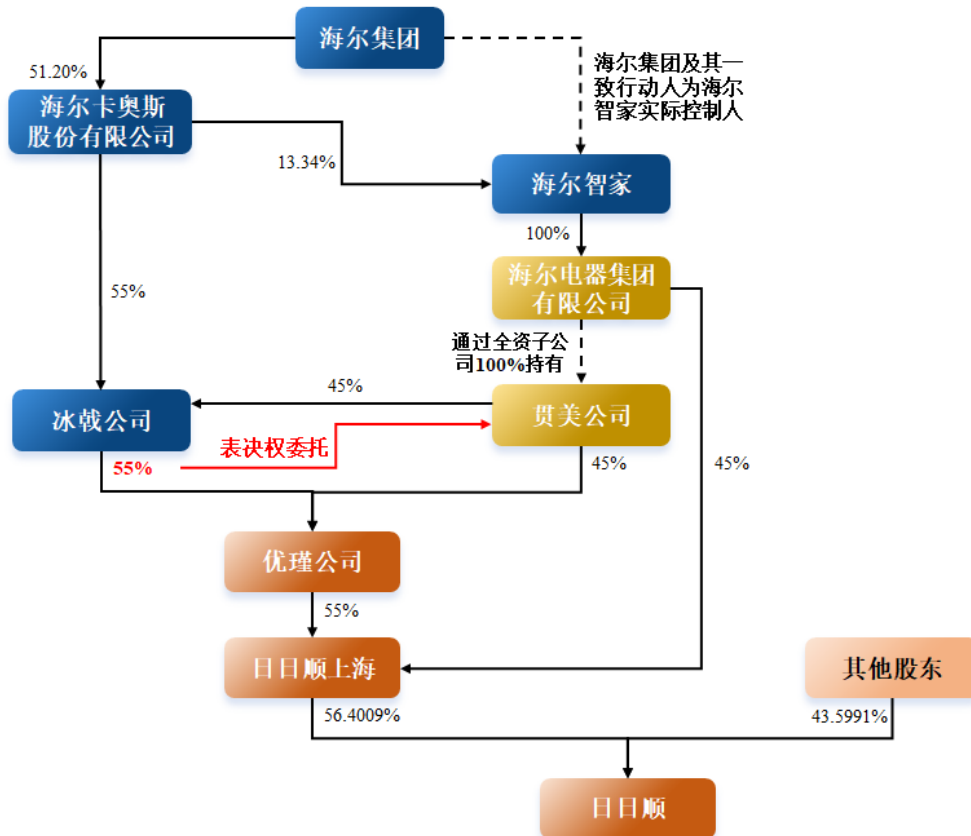 海尔集团
51.20%
海尔集团及其一
致行动人为海尔
智家实际控制人
海尔卡奥斯
股份有限公司
13.34%
海尔智家
100%
海尔电器集团
有限公司
55%
通过全资子公
司100%持有
45%
冰戟公司
贯美公司
表决权委托
55%
45%
45%
优瑾公司
55%
日日顺上海
其他股东
56.4009%
43.5991%
日日顺